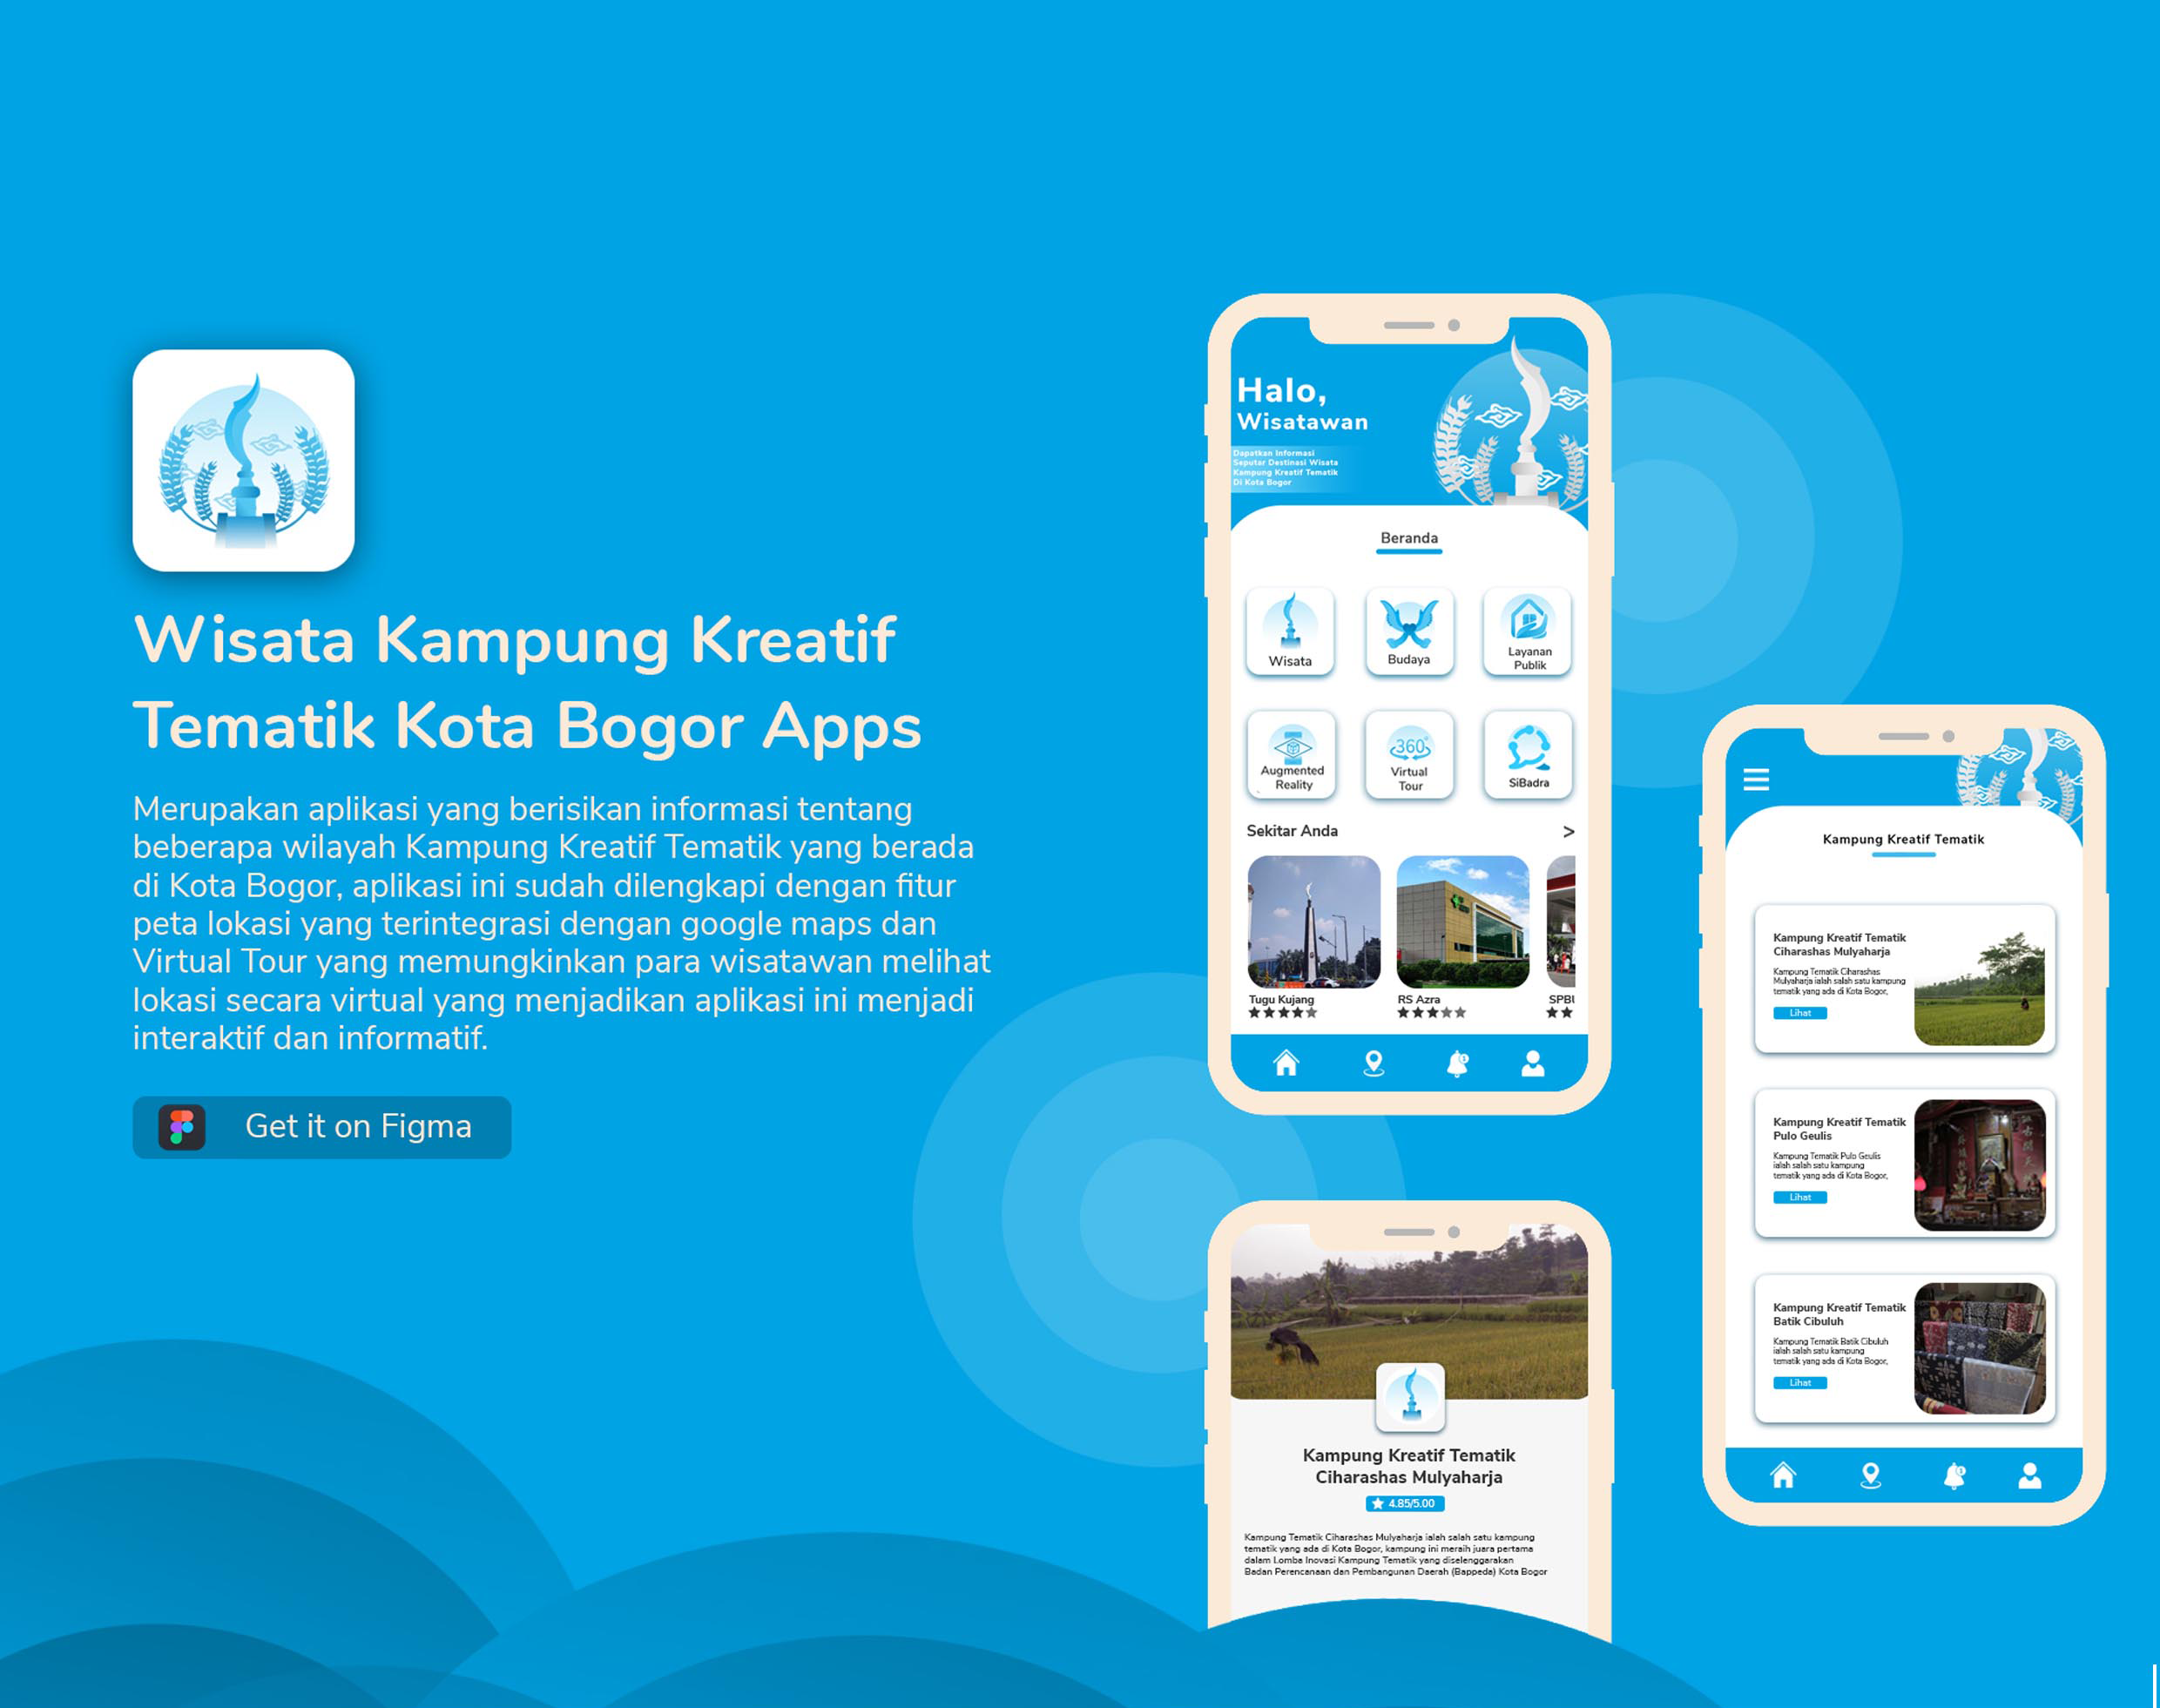 Wisata Kampung Kreatif
Tematik Kota Bogor Apps
Merupakan aplikasi yang berisikan informasi tentang
beberapa wilayah Kampung Kreatif Tematik yang berada
di Kota Bogor, aplikasi ini sudah dilengkapi dengan fitur
peta lokasi yang terintegrasi dengan google maps dan
Virtual Tour yang memungkinkan para wisatawan melihat
lokasi secara virtual yang menjadikan aplikasi ini menjadi
interaktif dan informatif.
Get it on Figma
Halo,
Wisatawan
Dapatkan Informasi
Seputar Destinasi Wisata
Kampung Kreatif Tematik
Di Kota Bogor
Beranda
Wisata
Budaya
Layanan
Publik
Augmented
Reality
360°
Virtual
Tour
SiBadra
Sekitar Anda
>
Tugu Kujang
RS Azra
SPBU
Kampung Kreatif Tematik
Kampung Kreatif Tematik
Ciharashas Mulyaharja
Kampung Tematik Ciharashas
Mulyaharja ialah salah satu kampung
tematik yang ada di Kota Bogor,
Lihat
Kampung Kreatif Tematik
Pulo Geulis
Kampung Tematik Pulo Geulis
ialah salah satu kampung
tematik yang ada di Kota Bogor,
Lihat
Kampung Kreatif Tematik
Batik Cibuluh
Kampung Tematik Batik Cibuluh
ialah salah satu kampung
tematik yang ada di Kota Bogor,
Lihat
Kampung Kreatif Tematik
Ciharashas Mulyaharja
4.85/5.00
Kampung Tematik Ciharashas Mulyaharja ialah salah satu kampung
tematik yang ada di Kota Bogor, kampung ini meraih juara pertama
dalam Lomba Inovasi Kampung Tematik yang diselenggarakan
Badan Perencanaan dan Pembangunan Daerah (Bappeda) Kota Bogor